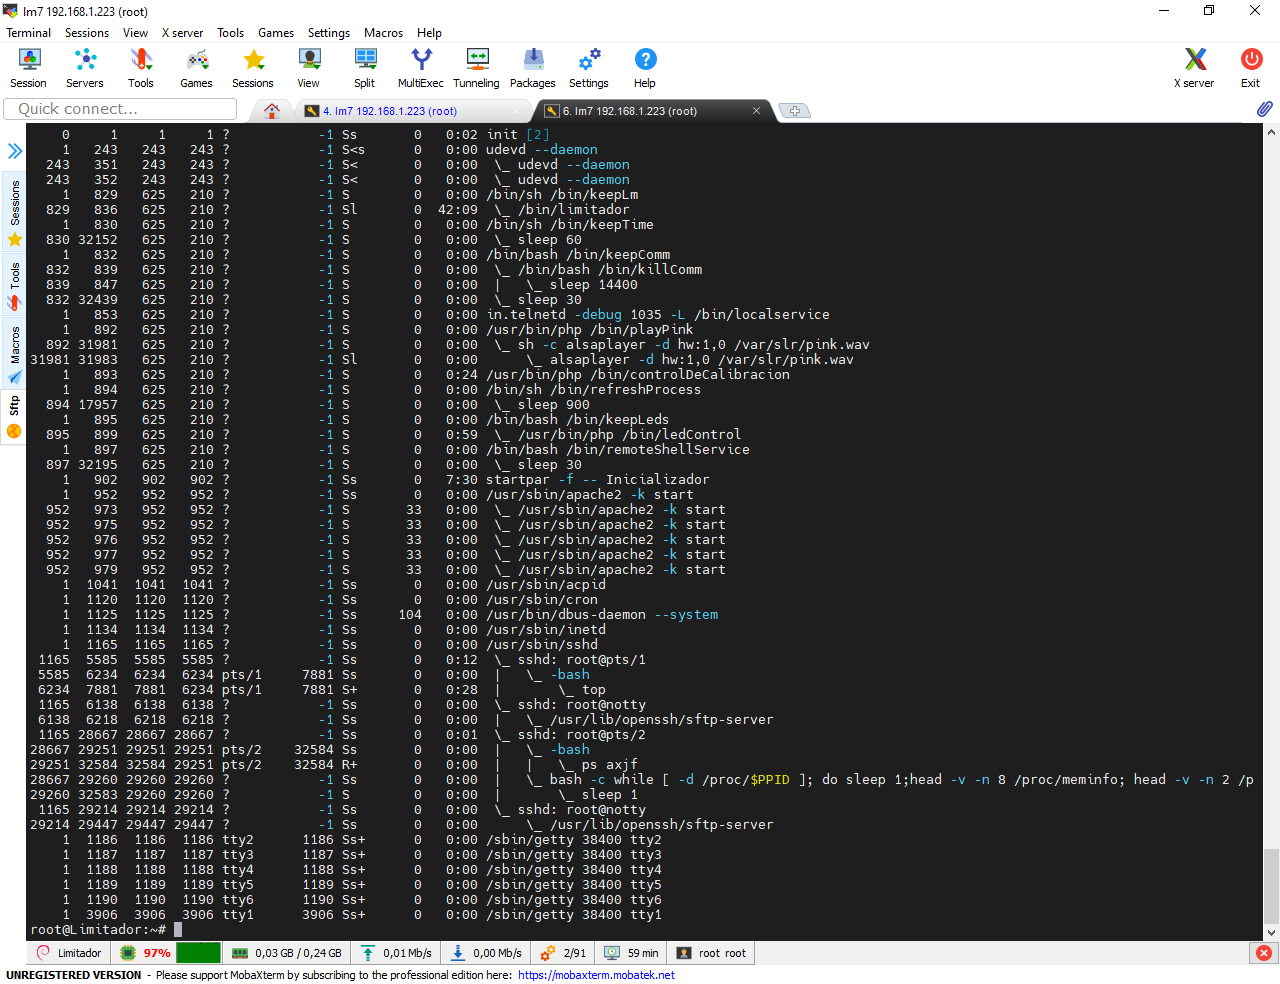 lm7 192.168.1.223 (root)
Terminal Sessions View X server Tools Games Settings Macros Help
Session Servers Tools Games Sessions View Split MultiExec Tunneling Packages Settings Help X server Exit
Quick connect... 4. lm7 192.168.1.223 (root) 6. lm7 192.168.1.223 (root)
Sessions
Tools
Macros
Sftp
0 1 1 1 ? -1 Ss 0 0:02 init [2]
1 243 243 243 ? -1 S<s 0 0:00 udevd --daemon
243 351 243 243 ? -1 S< 0 0:00 \_ udevd --daemon
243 352 243 243 ? -1 S< 0 0:00 \_ udevd --daemon
1 829 625 210 ? -1 S 0 0:00 /bin/sh /bin/keepLm
829 836 625 210 ? -1 Sl 0 42:09 \_ /bin/limitador
1 830 625 210 ? -1 S 0 0:00 /bin/sh /bin/keepTime
830 32152 625 210 ? -1 S 0 0:00 \_ sleep 60
1 832 625 210 ? -1 S 0 0:00 /bin/bash /bin/keepComm
832 839 625 210 ? -1 S 0 0:00 \_ /bin/bash /bin/killComm
839 847 625 210 ? -1 S 0 0:00 | \_ sleep 14400
832 32439 625 210 ? -1 S 0 0:00 \_ sleep 30
1 853 625 210 ? -1 S 0 0:00 in.telnetd -debug 1035 -L /bin/localservice
1 892 625 210 ? -1 S 0 0:00 /usr/bin/php /bin/playPink
892 31981 625 210 ? -1 S 0 0:00 \_ sh -c alsaplayer -d hw:1,0 /var/slr/pink.wav
31981 31983 625 210 ? -1 Sl 0 0:00 \_ alsaplayer -d hw:1,0 /var/slr/pink.wav
1 893 625 210 ? -1 S 0 0:24 /usr/bin/php /bin/controlDeCalibracion
1 894 625 210 ? -1 S 0 0:00 /bin/sh /bin/refreshProcess
894 17957 625 210 ? -1 S 0 0:00 \_ sleep 900
1 895 625 210 ? -1 S 0 0:00 /bin/bash /bin/keepLeds
895 899 625 210 ? -1 S 0 0:59 \_ /usr/bin/php /bin/ledControl
1 897 625 210 ? -1 S 0 0:00 /bin/bash /bin/remoteShellService
897 32195 625 210 ? -1 S 0 0:00 \_ sleep 30
1 902 902 902 ? -1 Ss 0 7:30 startpar -f -- Inicializador
1 952 952 952 ? -1 Ss 0 0:00 /usr/sbin/apache2 -k start
952 973 952 952 ? -1 S 33 0:00 \_ /usr/sbin/apache2 -k start
952 975 952 952 ? -1 S 33 0:00 \_ /usr/sbin/apache2 -k start
952 976 952 952 ? -1 S 33 0:00 \_ /usr/sbin/apache2 -k start
952 977 952 952 ? -1 S 33 0:00 \_ /usr/sbin/apache2 -k start
952 979 952 952 ? -1 S 33 0:00 \_ /usr/sbin/apache2 -k start
1 1041 1041 1041 ? -1 Ss 0 0:00 /usr/sbin/acpid
1 1120 1120 1120 ? -1 Ss 0 0:00 /usr/sbin/cron
1 1125 1125 1125 ? -1 Ss 104 0:00 /usr/bin/dbus-daemon --system
1 1134 1134 1134 ? -1 Ss 0 0:00 /usr/sbin/inetd
1 1165 1165 1165 ? -1 Ss 0 0:00 /usr/sbin/sshd
1165 5585 5585 5585 ? -1 Ss 0 0:12 \_ sshd: root@pts/1
5585 6234 6234 6234 pts/1 7881 Ss 0 0:00 | \_ -bash
6234 7881 7881 6234 pts/1 7881 S+ 0 0:28 | \_ top
1165 6138 6138 6138 ? -1 Ss 0 0:00 \_ sshd: root@notty
6138 6218 6218 6218 ? -1 Ss 0 0:00 | \_ /usr/lib/openssh/sftp-server
1165 28667 28667 28667 ? -1 Ss 0 0:01 \_ sshd: root@pts/2
28667 29251 29251 29251 pts/2 32584 Ss 0 0:00 | \_ -bash
29251 32584 32584 29251 pts/2 32584 R+ 0 0:00 | | \_ ps axjf
28667 29260 29260 29260 ? -1 Ss 0 0:00 | \_ bash -c while [ -d /proc/$PPID ]; do sleep 1;head -v -n 8 /proc/meminfo; head -v -n 2 /p
29260 32583 29260 29260 ? -1 S 0 0:00 | \_ sleep 1
1165 29214 29214 29214 ? -1 Ss 0 0:00 \_ sshd: root@notty
29214 29447 29447 29447 ? -1 Ss 0 0:00 \_ /usr/lib/openssh/sftp-server
1 1186 1186 1186 tty2 1186 Ss+ 0 0:00 /sbin/getty 38400 tty2
1 1187 1187 1187 tty3 1187 Ss+ 0 0:00 /sbin/getty 38400 tty3
1 1188 1188 1188 tty4 1188 Ss+ 0 0:00 /sbin/getty 38400 tty4
1 1189 1189 1189 tty5 1189 Ss+ 0 0:00 /sbin/getty 38400 tty5
1 1190 1190 1190 tty6 1190 Ss+ 0 0:00 /sbin/getty 38400 tty6
1 3906 3906 3906 tty1 3906 Ss+ 0 0:00 /sbin/getty 38400 tty1
root@Limitador:~#
Limitador 97% 0,03 GB / 0,24 GB 0,01 Mb/s 0,00 Mb/s 2/91 59 min root root
UNREGISTERED VERSION - Please support MobaXterm by subscribing to the professional edition here: https://mobaxterm.mobatek.net